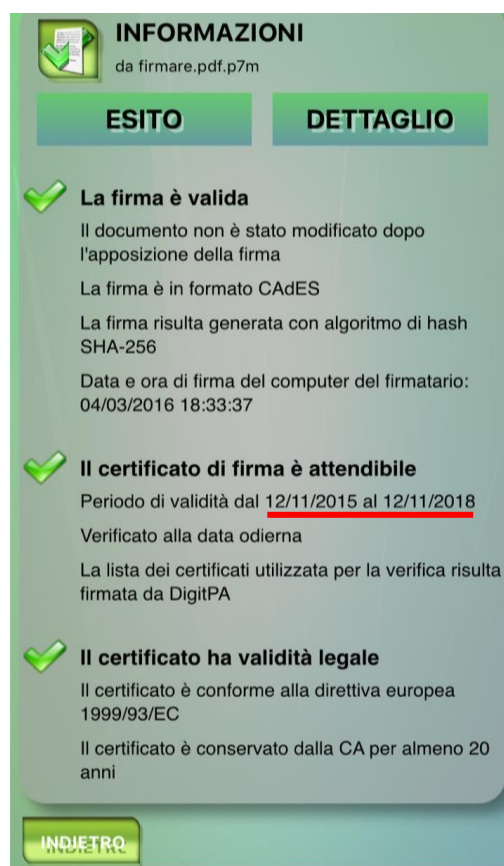 INFORMAZIONI
da firmare.pdf.p7m
ESITO
DETTAGLIO
La firma è valida
Il documento non è stato modificato dopo
l'apposizione della firma
La firma è in formato CAdES
La firma risulta generata con algoritmo di hash
SHA-256
Data e ora di firma del computer del firmatario:
04/03/2016 18:33:37
Il certificato di firma è attendibile
Periodo di validità dal 12/11/2015 al 12/11/2018
Verificato alla data odierna
La lista dei certificati utilizzata per la verifica risulta
firmata da DigitPA
Il certificato ha validità legale
Il certificato è conforme alla direttiva europea
1999/93/EC
Il certificato è conservato dalla CA per almeno 20
anni
INDIETRO